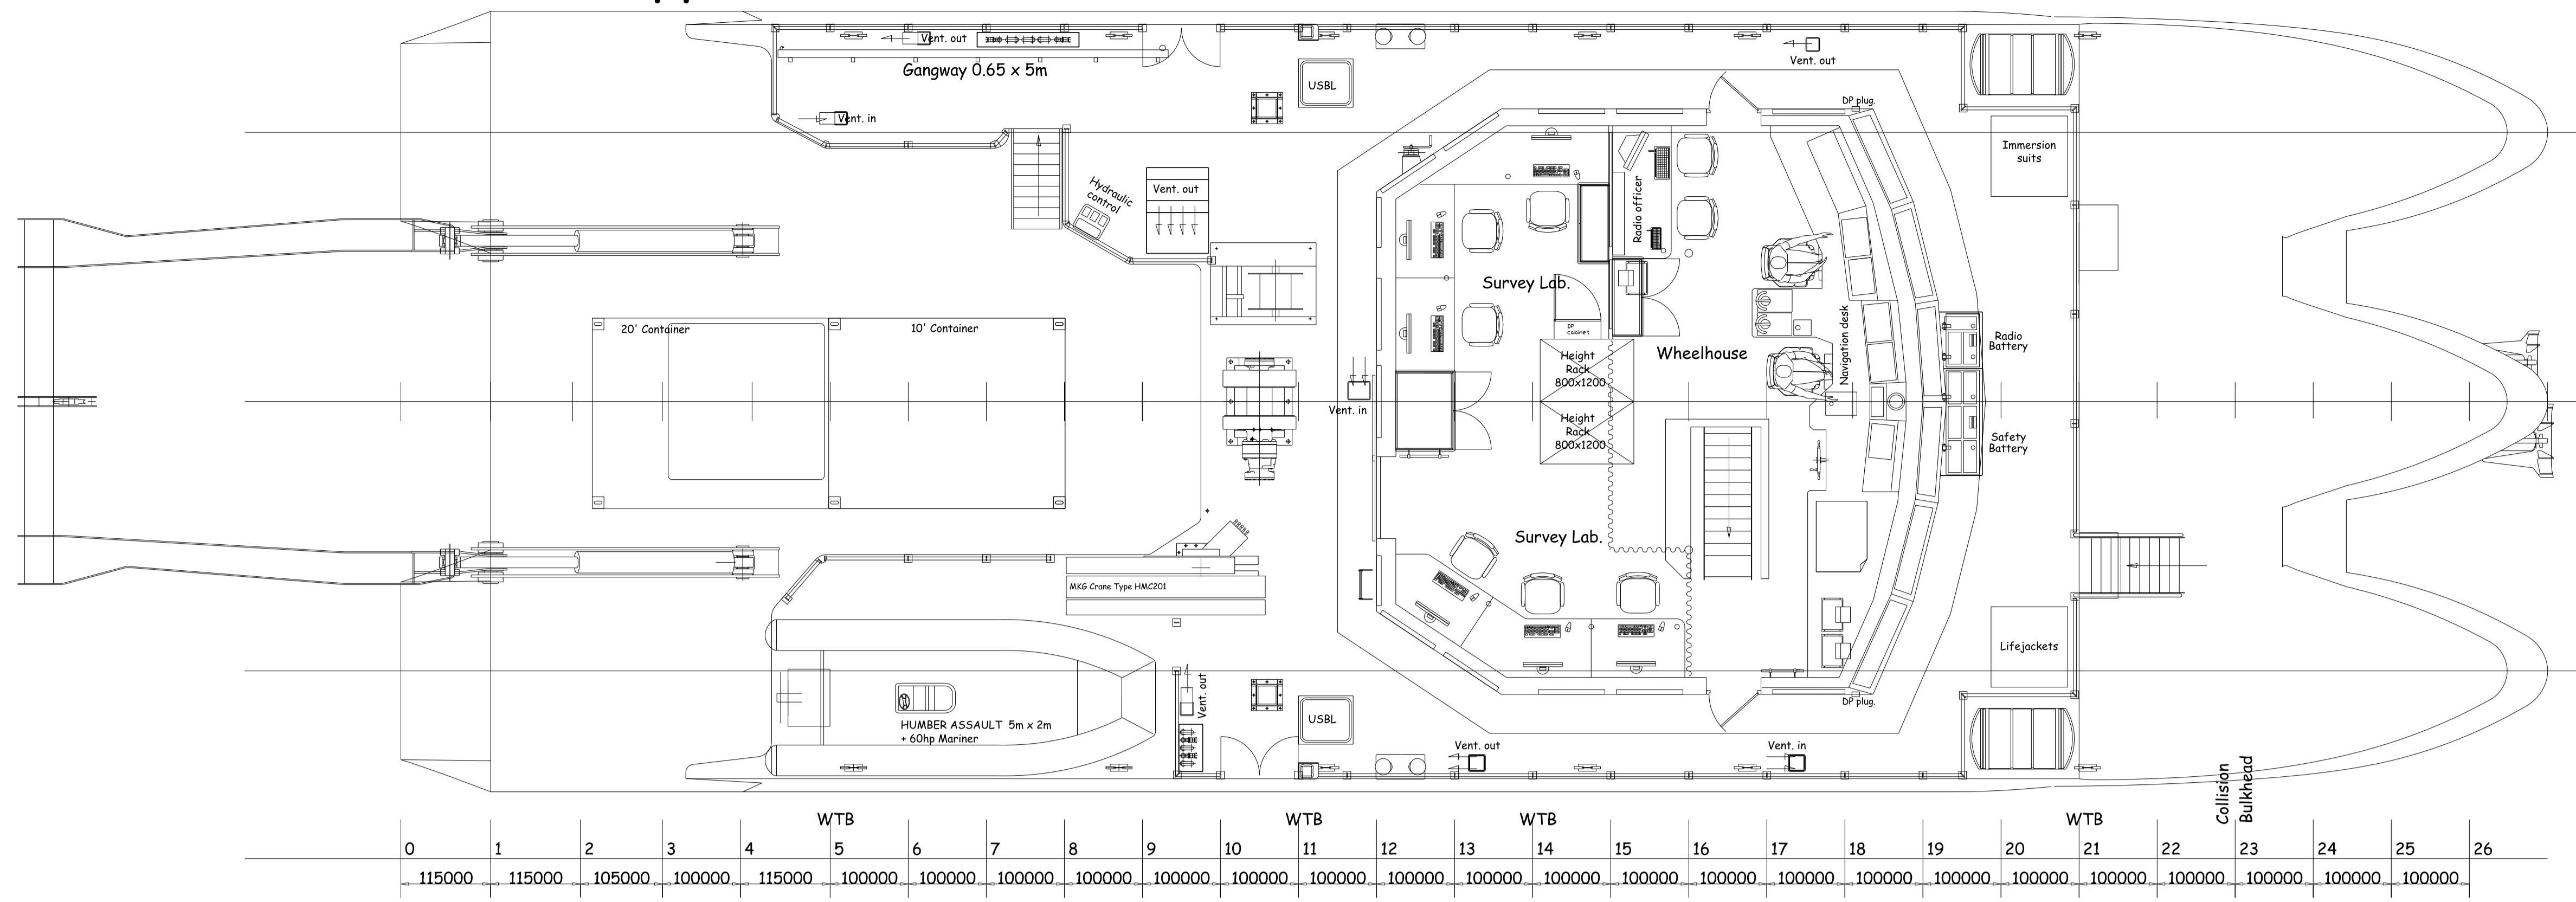 Vent. out
Gangway 0.65 x 5m
Vent. in
USBL
Vent. out
DP plug.
Immersion
suits
Hydraulic
control
Vent. out
Radio officer
Survey Lab.
DP
cabinet
20' Container
10' Container
Height
Rack
800x1200
Wheelhouse
Navigation desk
Radio
Battery
Vent. in
Height
Rack
800x1200
Safety
Battery
Survey Lab.
MKG Crane Type HMC201
Lifejackets
Vent. out
HUMBER ASSAULT 5m x 2m
+ 60hp Mariner
USBL
DP plug.
Vent. out
Vent. in
Collision
Bulkhead
WTB WTB WTB WTB
0 1 2 3 4 5 6 7 8 9 10 11 12 13 14 15 16 17 18 19 20 21 22 23 24 25 26
115000 115000 105000 100000 115000 100000 100000 100000 100000 100000 100000 100000 100000 100000 100000 100000 100000 100000 100000 100000 100000 100000 100000 100000 100000 100000